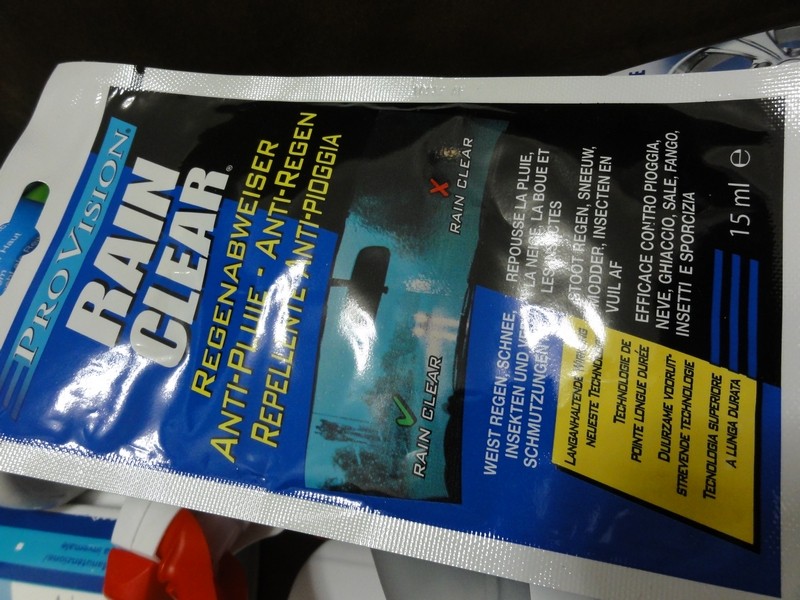 PROVISION®
RAIN
CLEAR®
REGENABWEISER
ANTI-PLUIE - ANTI-REGEN
REPELLENTE ANTI-PIOGGIA
RAIN CLEAR
RAIN CLEAR
WEIST REGEN, SCHNEE,
INSEKTEN UND
SCHMUTZUNGEN
REPOUSSE LA PLUIE,
LA NEIGE, LA BOUE ET
LES INSECTES
STOOT REGEN, SNEEUW,
MODDER, INSECTEN EN
VUIL AF
EFFICACE CONTRO PIOGGIA,
NEVE, GHIACCIO, SALE, FANGO,
INSETTI E SPORCIZIA
LANGANHALTENDE WIRKUNG
NEUESTE TECHNOLOGIE
TECHNOLOGIE DE
POINTE LONGUE DURÉE
DUURZAME VOORUIT-
STREVENDE TECHNOLOGIE
TECNOLOGIA SUPERIORE
A LUNGA DURATA
15 ml ℮